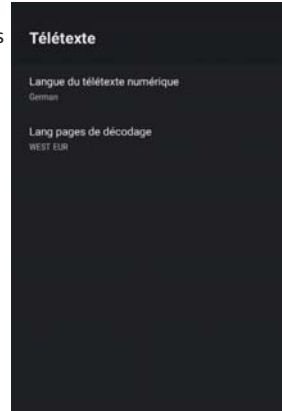 s
Télétexte
Langue du télétexte numérique
German
Lang pages de décodage
WEST EUR